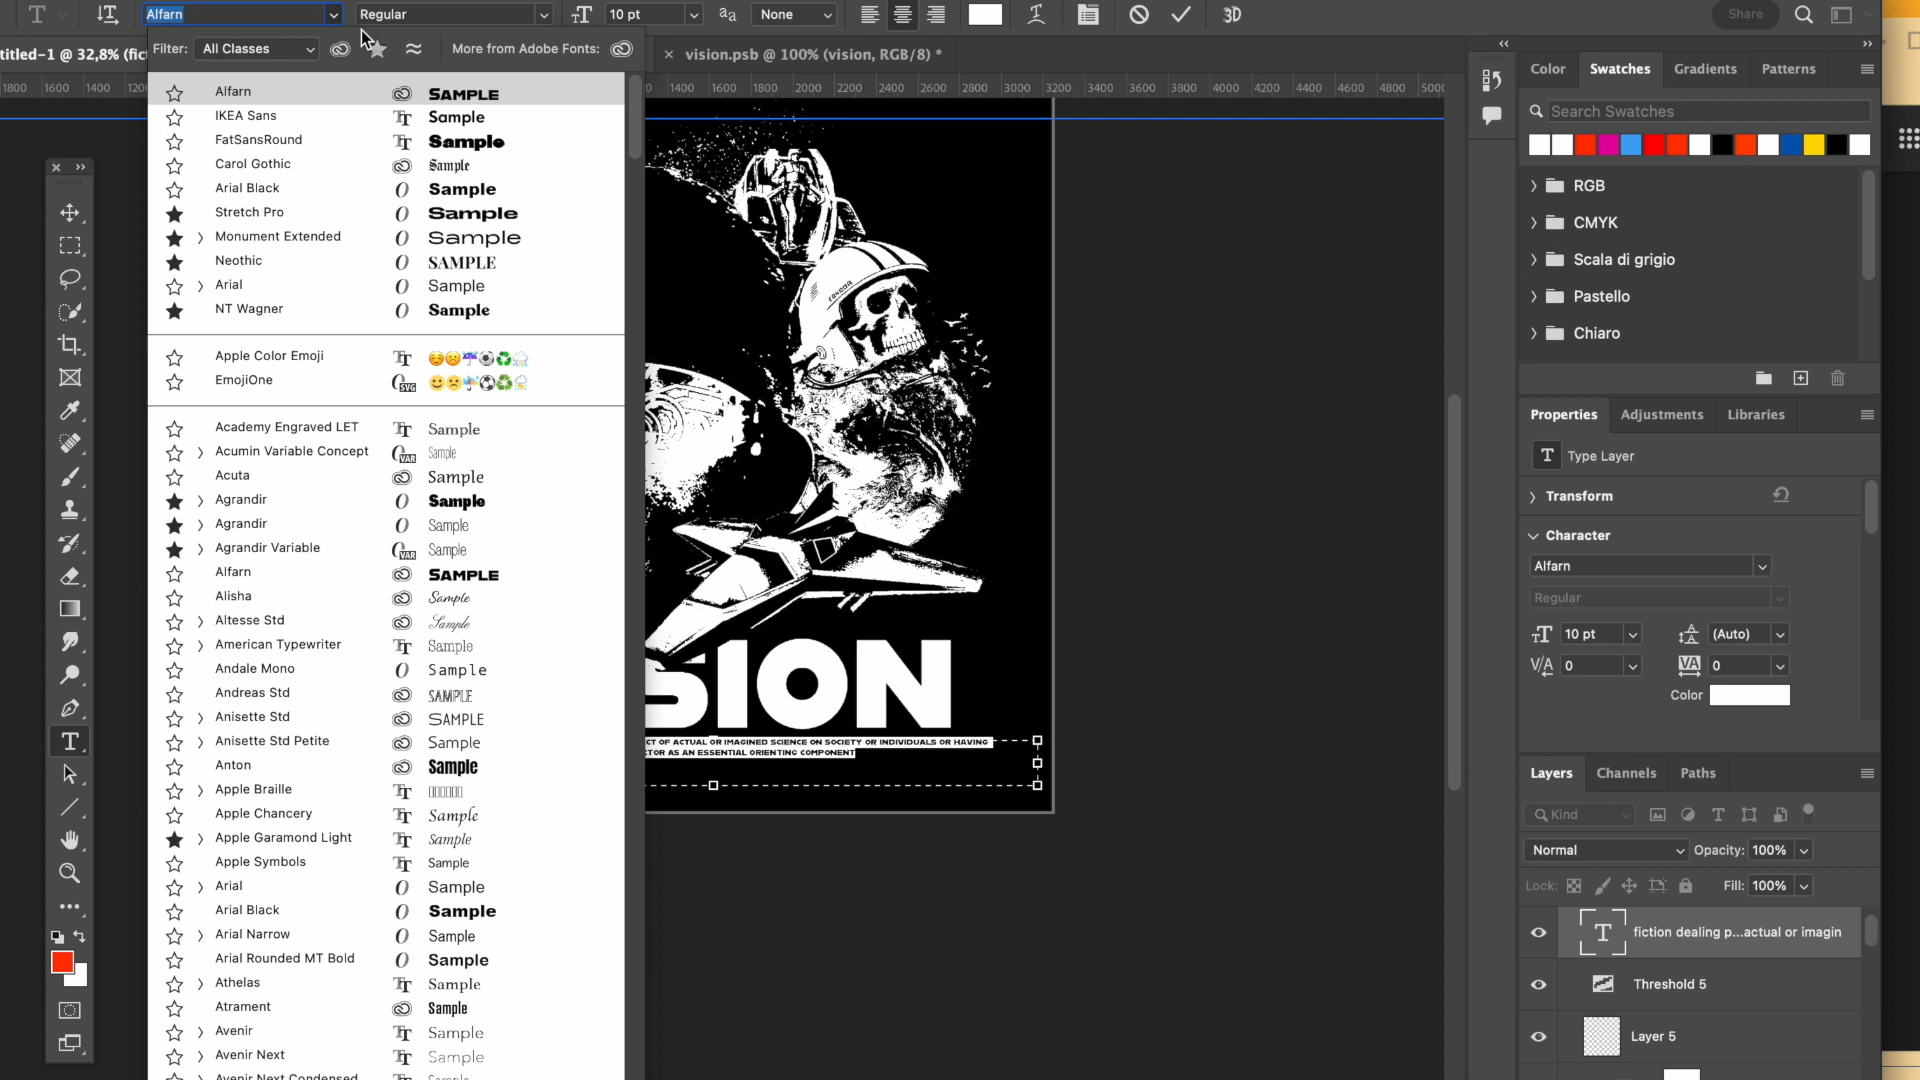 Alfarn
Regular
10 pt
None
Share
3D
Filter:
All Classes
More from Adobe Fonts:
titled-1 @ 32,8% (fic
vision.psb @ 100% (vision, RGB/8) *
1800 1600 1400 120
1400 1600 1800 2000 2200 2400 2600 2800 3000 3200 3400 3600 3800 4000 4200 4400 4600 4800 5000
Alfarn SAMPLE
IKEA Sans Sample
FatSansRound Sample
Carol Gothic Sample
Arial Black Sample
Stretch Pro Sample
Monument Extended Sample
Neothic SAMPLE
Arial Sample
NT Wagner Sample
Apple Color Emoji
EmojiOne
Academy Engraved LET Sample
Acumin Variable Concept Sample
Acuta Sample
Agrandir Sample
Agrandir Sample
Agrandir Variable Sample
Alfarn SAMPLE
Alisha Sample
Altesse Std Sample
American Typewriter Sample
Andale Mono Sample
Andreas Std SAMPLE
Anisette Std SAMPLE
Anisette Std Petite Sample
Anton Sample
Apple Braille
Apple Chancery Sample
Apple Garamond Light Sample
Apple Symbols Sample
Arial Sample
Arial Black Sample
Arial Narrow Sample
Arial Rounded MT Bold Sample
Athelas Sample
Atrament Sample
Avenir Sample
Avenir Next Sample
Avenir Next Condensed Sample
CONDOR
SION
CT OF ACTUAL OR IMAGINED SCIENCE ON SOCIETY OR INDIVIDUALS OR HAVING
TOR AS AN ESSENTIAL ORIENTING COMPONENT
Color
Swatches
Gradients
Patterns
Search Swatches
RGB
CMYK
Scala di grigio
Pastello
Chiaro
Properties
Adjustments
Libraries
Type Layer
Transform
Character
Alfarn
Regular
10 pt
(Auto)
0
0
Color
Layers
Channels
Paths
Kind
Normal
Opacity: 100%
Lock:
Fill: 100%
fiction dealing p...actual or imagin
Threshold 5
Layer 5